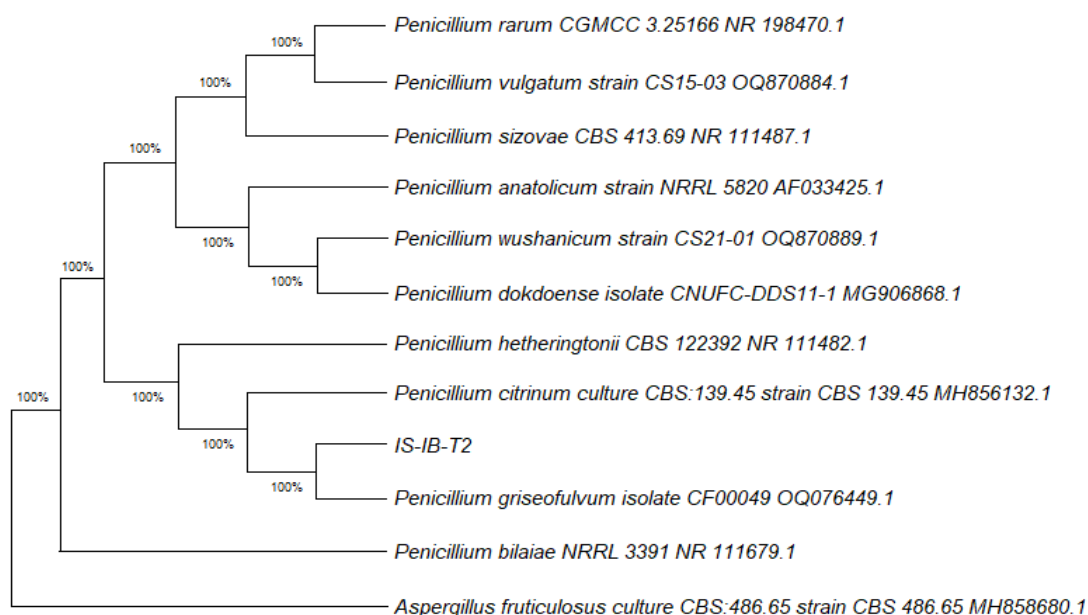 Penicillium rarum CGMCC 3.25166 NR 198470.1
100%
Penicillium vulgatum strain CS15-03 OQ870884.1
100%
100%
Penicillium sizovae CBS 413.69 NR 111487.1
100%
Penicillium anatolicum strain NRRL 5820 AF033425.1
100%
Penicillium wushanicum strain CS21-01 OQ870889.1
100%
100%
Penicillium dokdoense isolate CNUFC-DDS11-1 MG906868.1
Penicillium hetheringtonii CBS 122392 NR 111482.1
100%
100%
Penicillium citrinum culture CBS:139.45 strain CBS 139.45 MH856132.1
100%
IS-IB-T2
100%
Penicillium griseofulvum isolate CF00049 OQ076449.1
Penicillium bilaiae NRRL 3391 NR 111679.1
Aspergillus fruticulosus culture CBS:486.65 strain CBS 486.65 MH858680.1